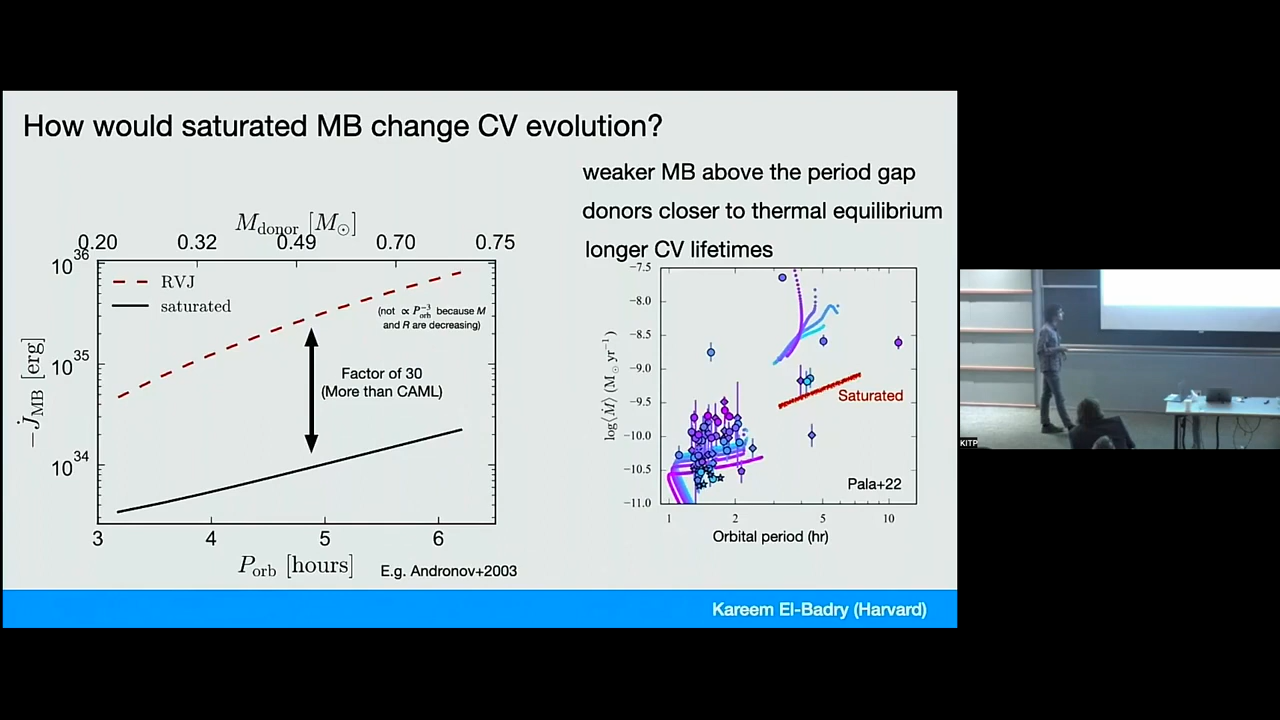 How would saturated MB change CV evolution?
weaker MB above the period gap
donors closer to thermal equilibrium
longer CV lifetimes
M_donor [M_⊙]
0.20 0.32 0.49 0.70 0.75
10^36
10^35
10^34
−J̇_MB [erg]
RVJ
saturated
(not ∝ P_orb^−3 because M
and R are decreasing)
Factor of 30
(More than CAML)
3 4 5 6
P_orb [hours]
E.g. Andronov+2003
−7.5
−8.0
−8.5
−9.0
−9.5
−10.0
−10.5
−11.0
log⟨Ṁ⟩ (M_⊙ yr^−1)
Saturated
Pala+22
1 2 5 10
Orbital period (hr)
Kareem El-Badry (Harvard)
KITP